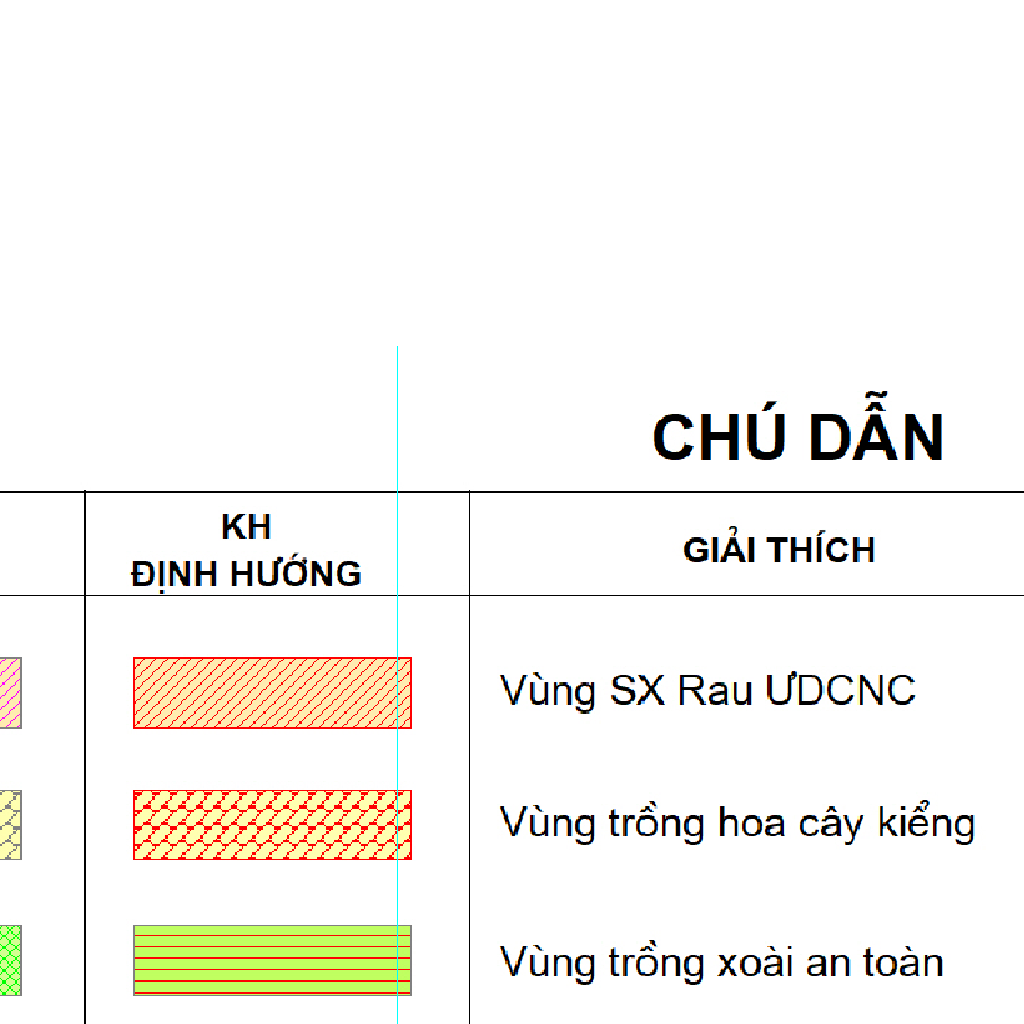 CHÚ DẪN
KH
ĐỊNH HƯỚNG
GIẢI THÍCH
Vùng SX Rau ƯDCNC
Vùng trồng hoa cây kiểng
Vùng trồng xoài an toàn